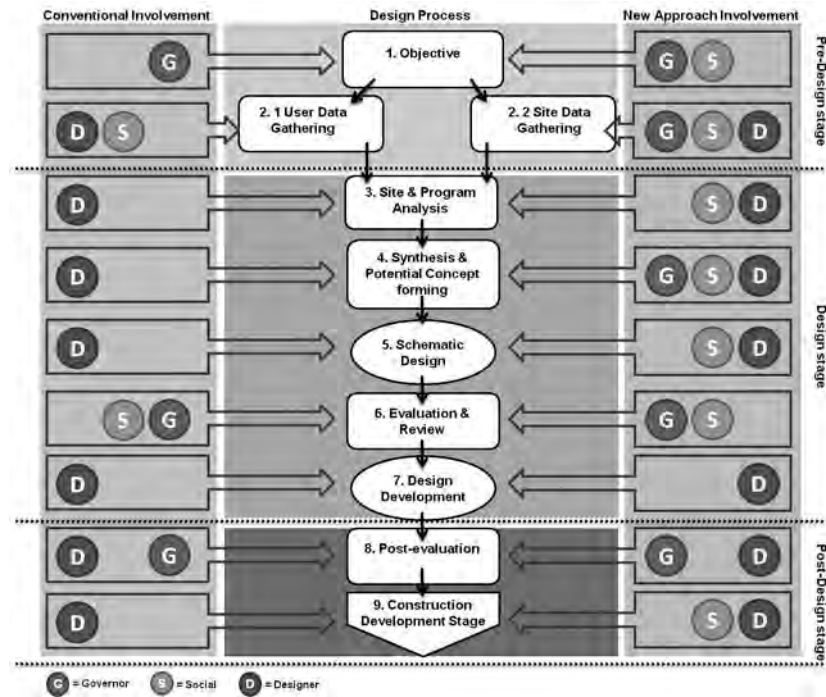 Conventional Involvement
Design Process
New Approach Involvement
Pre-Design stage
G
1. Objective
G S
D S
2. 1 User Data
Gathering
2. 2 Site Data
Gathering
G S D
Design stage
D
3. Site & Program
Analysis
S D
D
4. Synthesis &
Potential Concept
forming
G S D
D
5. Schematic
Design
S D
S G
6. Evaluation &
Review
G S
D
7. Design
Development
D
Post-Design stage
D G
8. Post-evaluation
G D
D
9. Construction
Development Stage
S D
G = Governor S = Social D = Designer